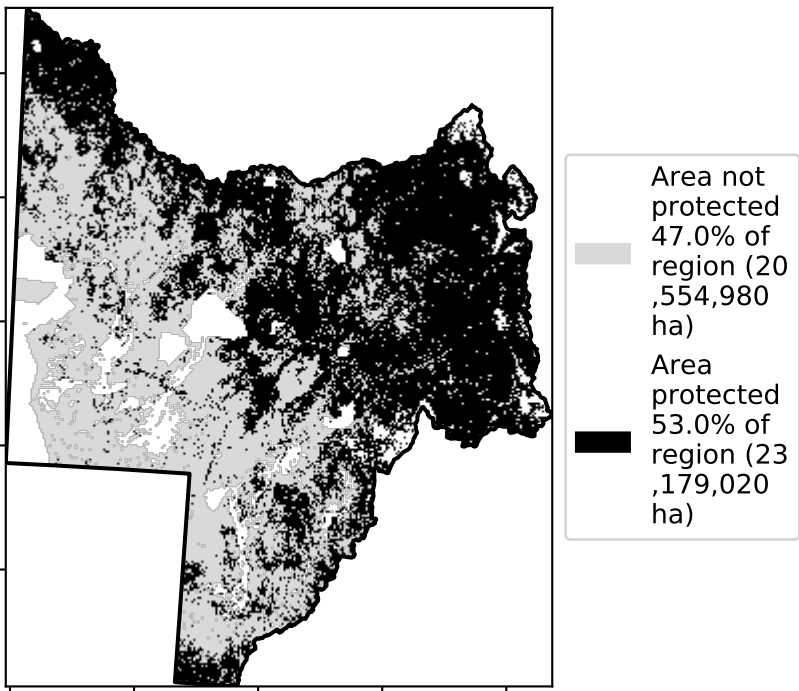 Area not
protected
47.0% of
region (20
,554,980
ha)
Area
protected
53.0% of
region (23
,179,020
ha)